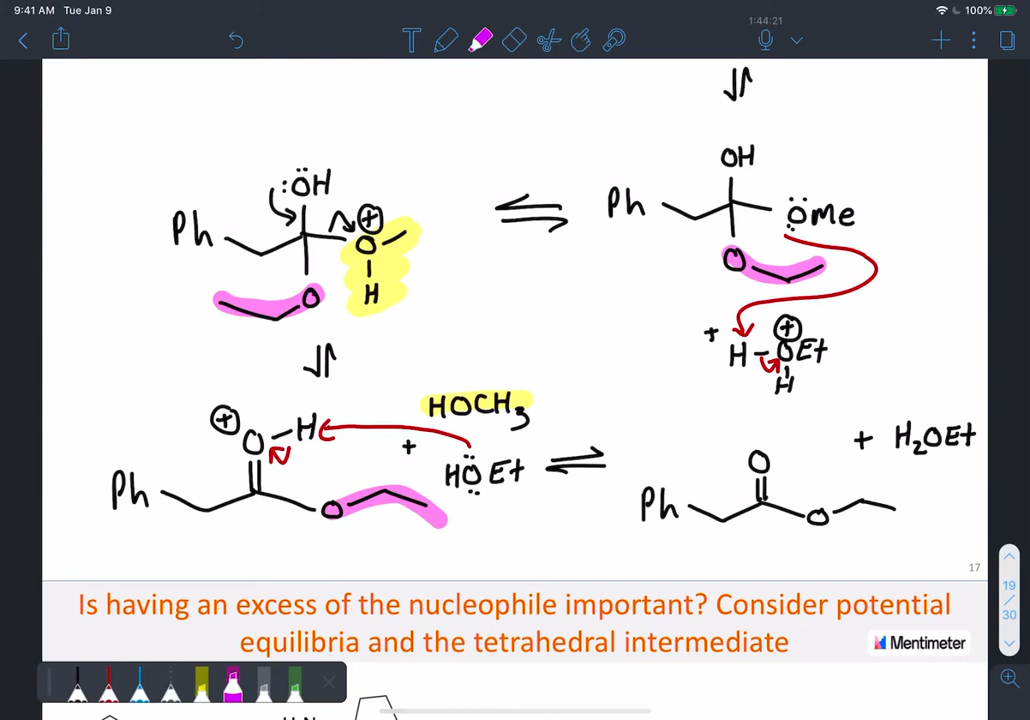 9:41 AM Tue Jan 9
100%
1:44:21
OH
Ph
OMe
O
+ H-OEt
H
:ÖH
Ph
O
H
O
HOCH3
O-H
+
HÖEt
Ph
O
+ H2OEt
O
Ph
O
17
Is having an excess of the nucleophile important? Consider potential
equilibria and the tetrahedral intermediate
Mentimeter
19
/
30